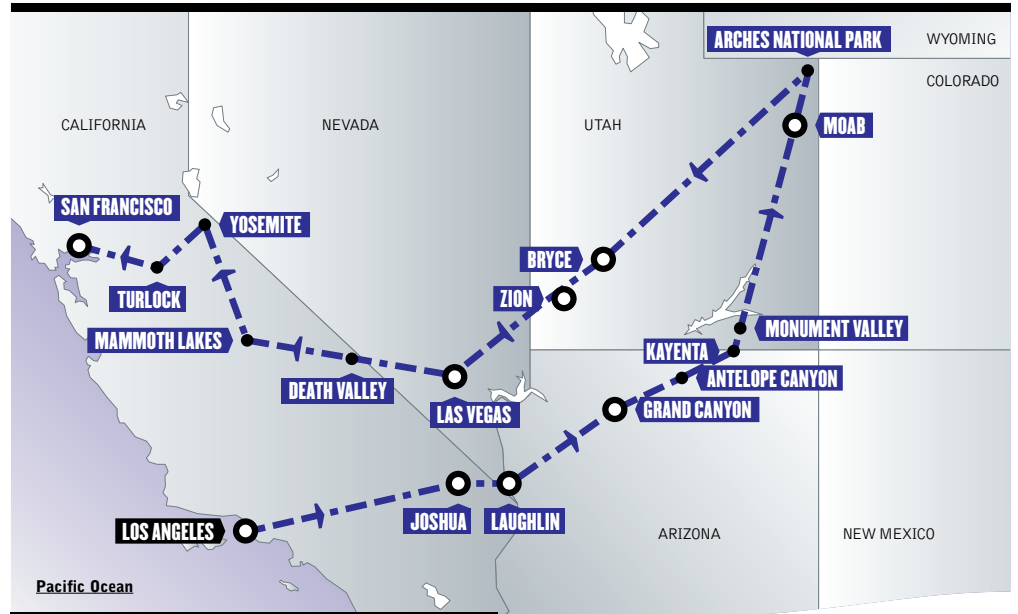 ARCHES NATIONAL PARK
WYOMING
COLORADO
CALIFORNIA
NEVADA
UTAH
MOAB
SAN FRANCISCO
YOSEMITE
BRYCE
TURLOCK
ZION
MAMMOTH LAKES
MONUMENT VALLEY
KAYENTA
DEATH VALLEY
ANTELOPE CANYON
LAS VEGAS
GRAND CANYON
LOS ANGELES
JOSHUA
LAUGHLIN
ARIZONA
NEW MEXICO
Pacific Ocean